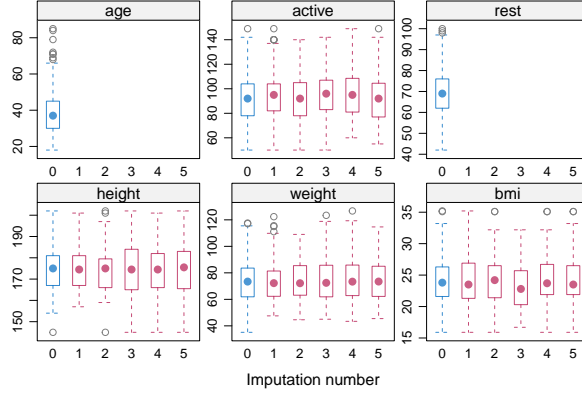 age active rest
20 40 60 80
60 80 100 140
40 50 60 70 80 100
0 1 2 3 4 5 0 1 2 3 4 5 0 1 2 3 4 5
height weight bmi
150 170 190
40 60 80 100 120
15 20 25 30 35
0 1 2 3 4 5 0 1 2 3 4 5 0 1 2 3 4 5
Imputation number